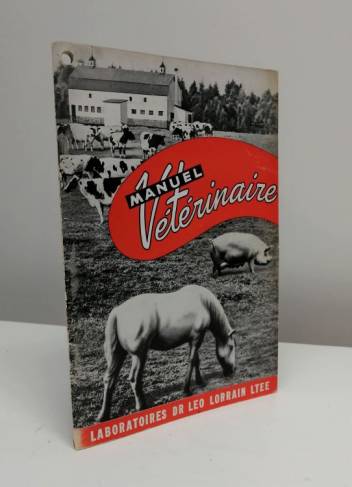 MANUEL
Vétérinaire
LABORATOIRES DR LEO LORRAIN LTEE